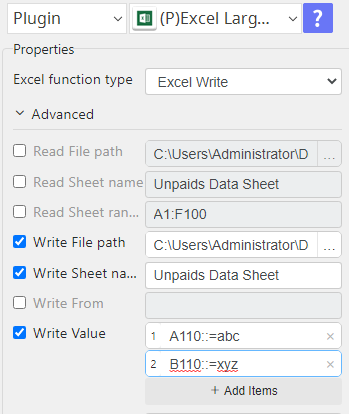 Plugin (P)Excel Larg... ?
Properties
Excel function type Excel Write
Advanced
Read File path C:\Users\Administrator\D ...
Read Sheet name Unpaids Data Sheet
Read Sheet ran... A1:F100
Write File path C:\Users\Administrator\D ...
Write Sheet na... Unpaids Data Sheet
Write From
Write Value 1 A110::=abc ×
2 B110::=xyz ×
+ Add Items